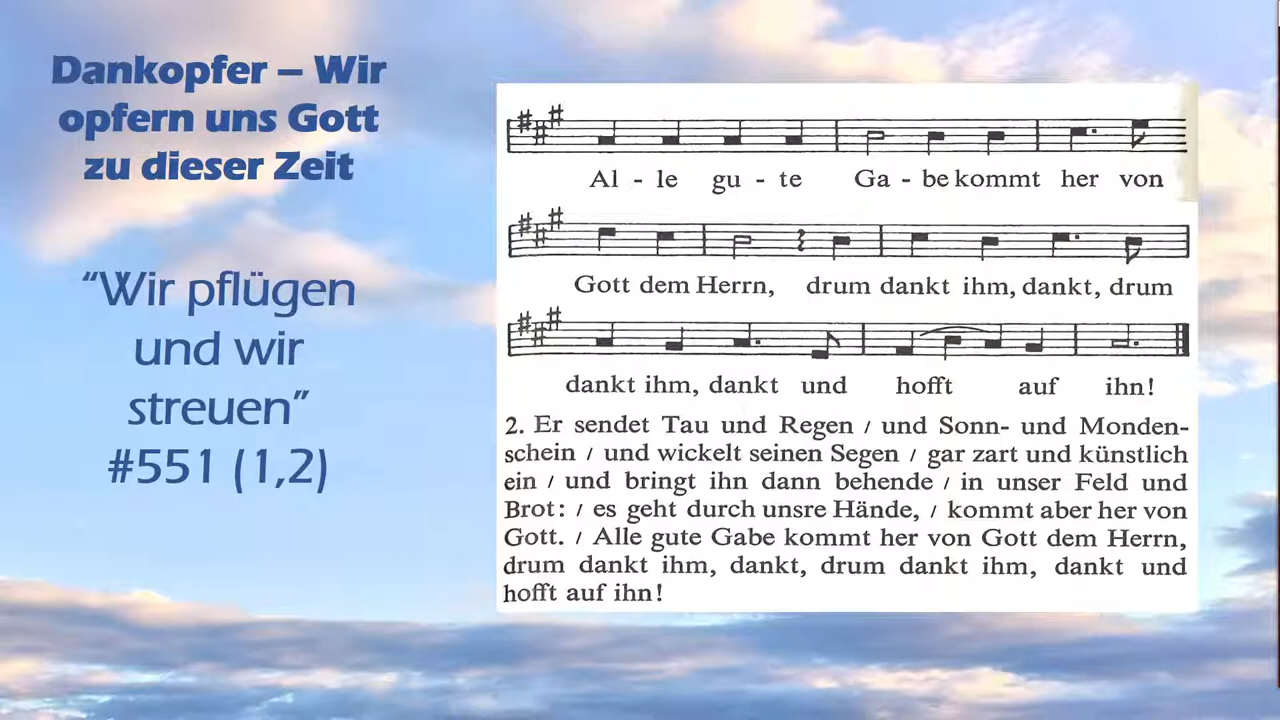 Dankopfer – Wir
opfern uns Gott
zu dieser Zeit
“Wir pflügen
und wir
streuen”
#551 (1,2)
Al - le gu - te Ga - be kommt her von
Gott dem Herrn, drum dankt ihm, dankt, drum
dankt ihm, dankt und hofft auf ihn!
2. Er sendet Tau und Regen / und Sonn- und Monden-
schein / und wickelt seinen Segen / gar zart und künstlich
ein / und bringt ihn dann behende / in unser Feld und
Brot: / es geht durch unsre Hände, / kommt aber her von
Gott. / Alle gute Gabe kommt her von Gott dem Herrn,
drum dankt ihm, dankt, drum dankt ihm, dankt und
hofft auf ihn!